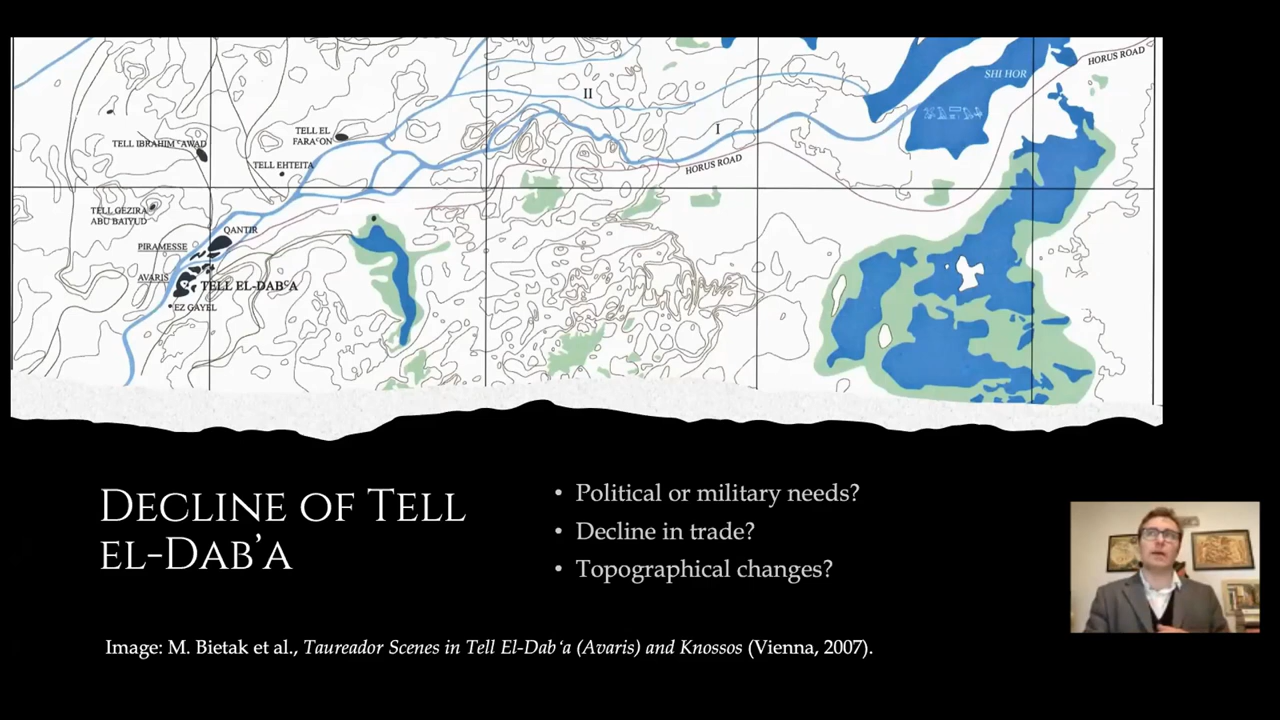 HORUS ROAD
SHI HOR
II
I
TELL EL
FARAʿON
TELL IBRAHIM ʿAWAD
TELL EHTEITA
HORUS ROAD
TELL GEZIRA
ABU BAIYUD
QANTIR
PIRAMESSE
AVARIS
TELL EL-DABʿA
EZ GAYEL
Decline of Tell
el-Dab’a
• Political or military needs?
• Decline in trade?
• Topographical changes?
Image: M. Bietak et al., Taureador Scenes in Tell El-Dab‘a (Avaris) and Knossos (Vienna, 2007).